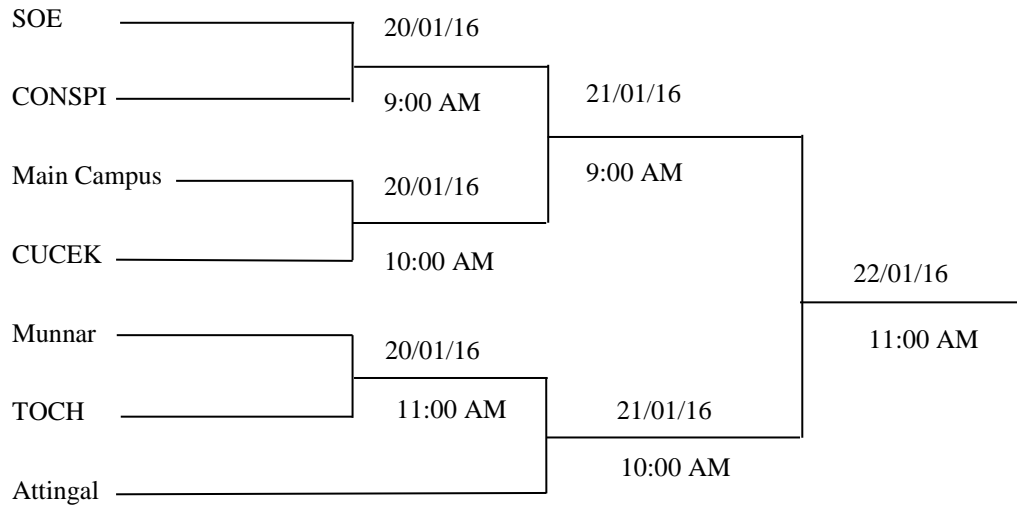 SOE
20/01/16
CONSPI
9:00 AM
21/01/16
Main Campus
20/01/16
9:00 AM
CUCEK
10:00 AM
22/01/16
Munnar
20/01/16
11:00 AM
TOCH
11:00 AM
21/01/16
10:00 AM
Attingal